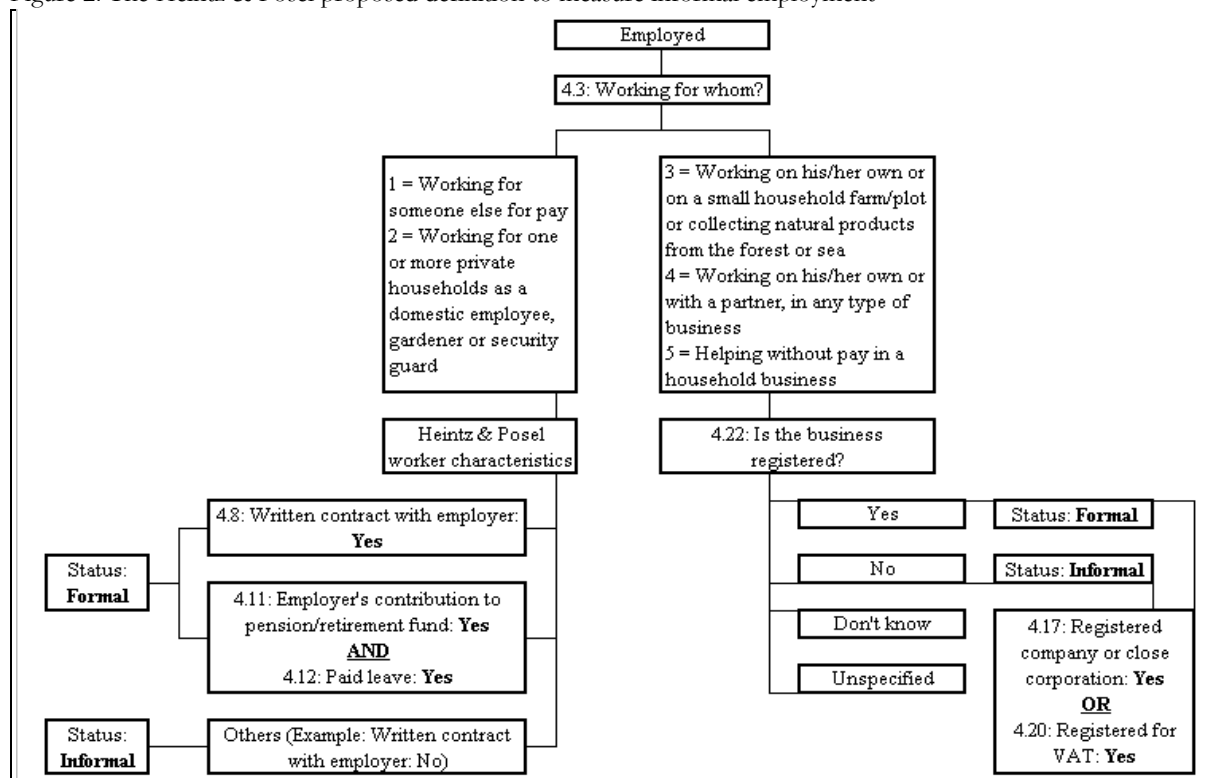 Figure 2: The Heintz & Posel proposed definition to measure informal employment
Employed
4.3: Working for whom?
1 = Working for
someone else for pay
2 = Working for one
or more private
households as a
domestic employee,
gardener or security
guard
3 = Working on his/her own or
on a small household farm/plot
or collecting natural products
from the forest or sea
4 = Working on his/her own or
with a partner, in any type of
business
5 = Helping without pay in a
household business
Heintz & Posel
worker characteristics
4.22: Is the business
registered?
4.8: Written contract with employer:
Yes
Status:
Formal
4.11: Employer's contribution to
pension/retirement fund: Yes
AND
4.12: Paid leave: Yes
Status:
Informal
Others (Example: Written contract
with employer: No)
Yes
Status: Formal
No
Status: Informal
Don't know
Unspecified
4.17: Registered
company or close
corporation: Yes
OR
4.20: Registered for
VAT: Yes